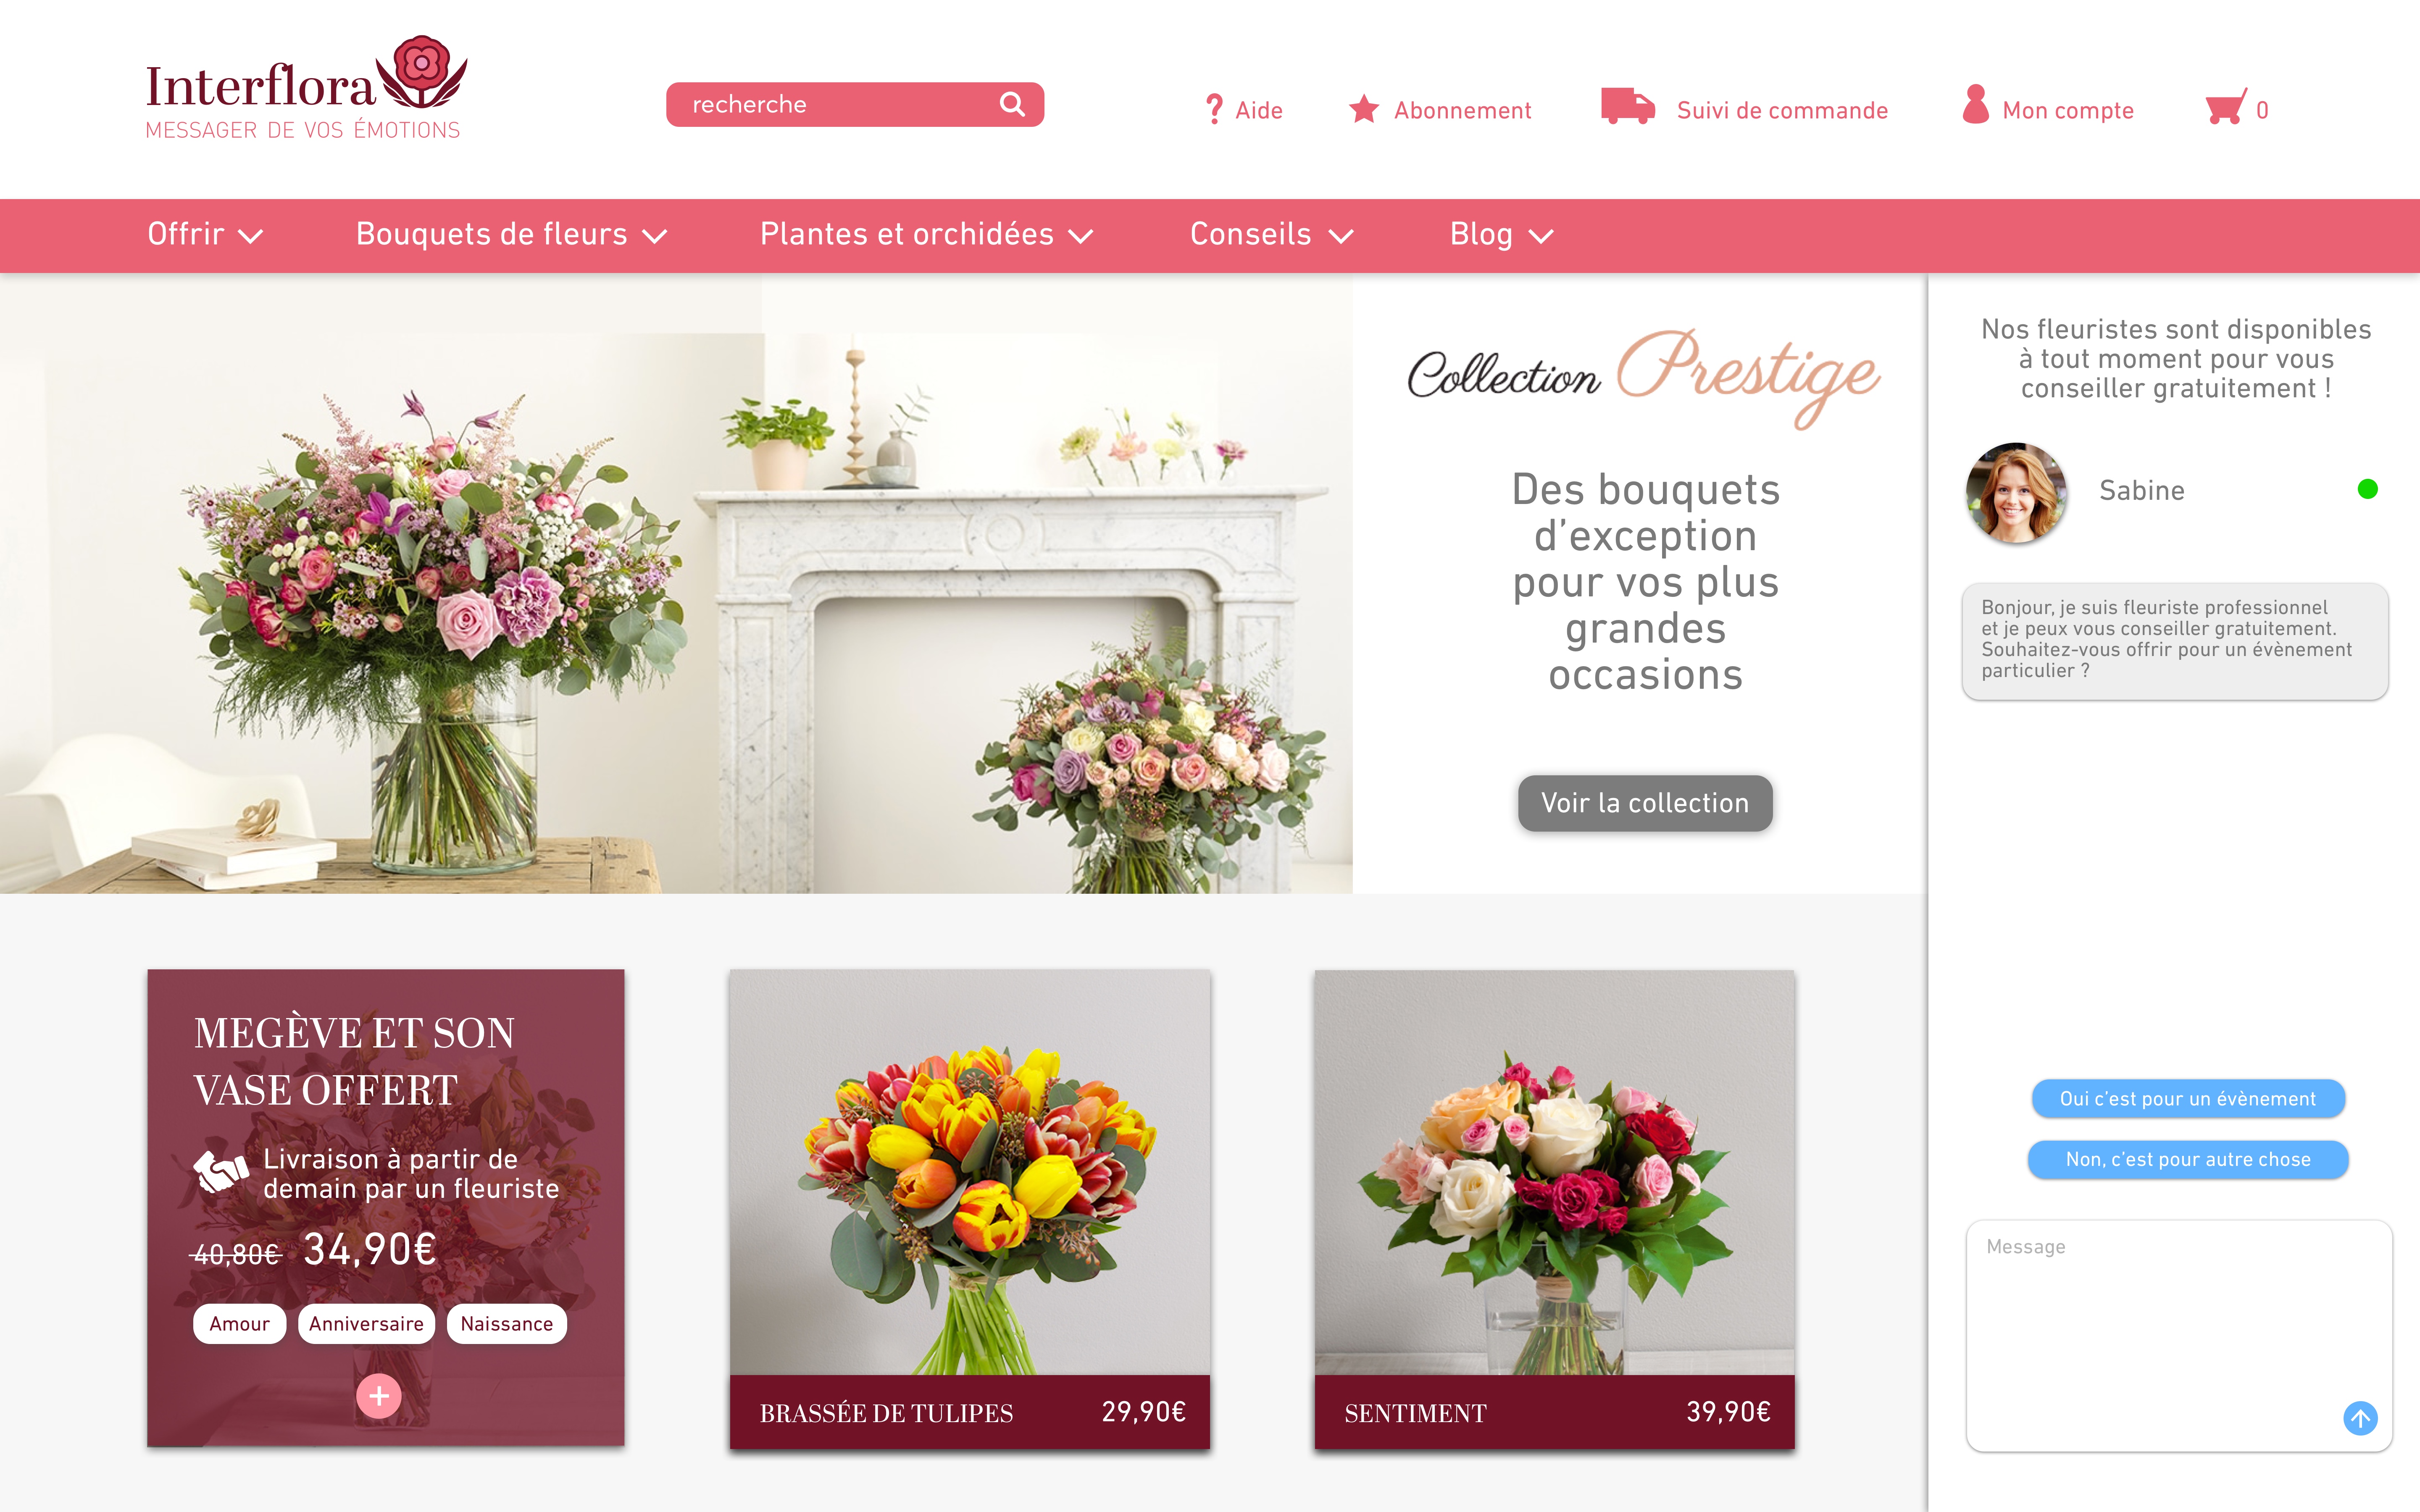 Interflora
MESSAGER DE VOS ÉMOTIONS
recherche
Aide
Abonnement
Suivi de commande
Mon compte
0
Offrir
Bouquets de fleurs
Plantes et orchidées
Conseils
Blog
Collection Prestige
Des bouquets
d’exception
pour vos plus
grandes
occasions
Voir la collection
Nos fleuristes sont disponibles
à tout moment pour vous
conseiller gratuitement !
Sabine
Bonjour, je suis fleuriste professionnel
et je peux vous conseiller gratuitement.
Souhaitez-vous offrir pour un évènement
particulier ?
Oui c’est pour un évènement
Non, c’est pour autre chose
Message
MEGÈVE ET SON
VASE OFFERT
Livraison à partir de
demain par un fleuriste
40,80€ 34,90€
Amour
Anniversaire
Naissance
BRASSÉE DE TULIPES 29,90€
SENTIMENT 39,90€